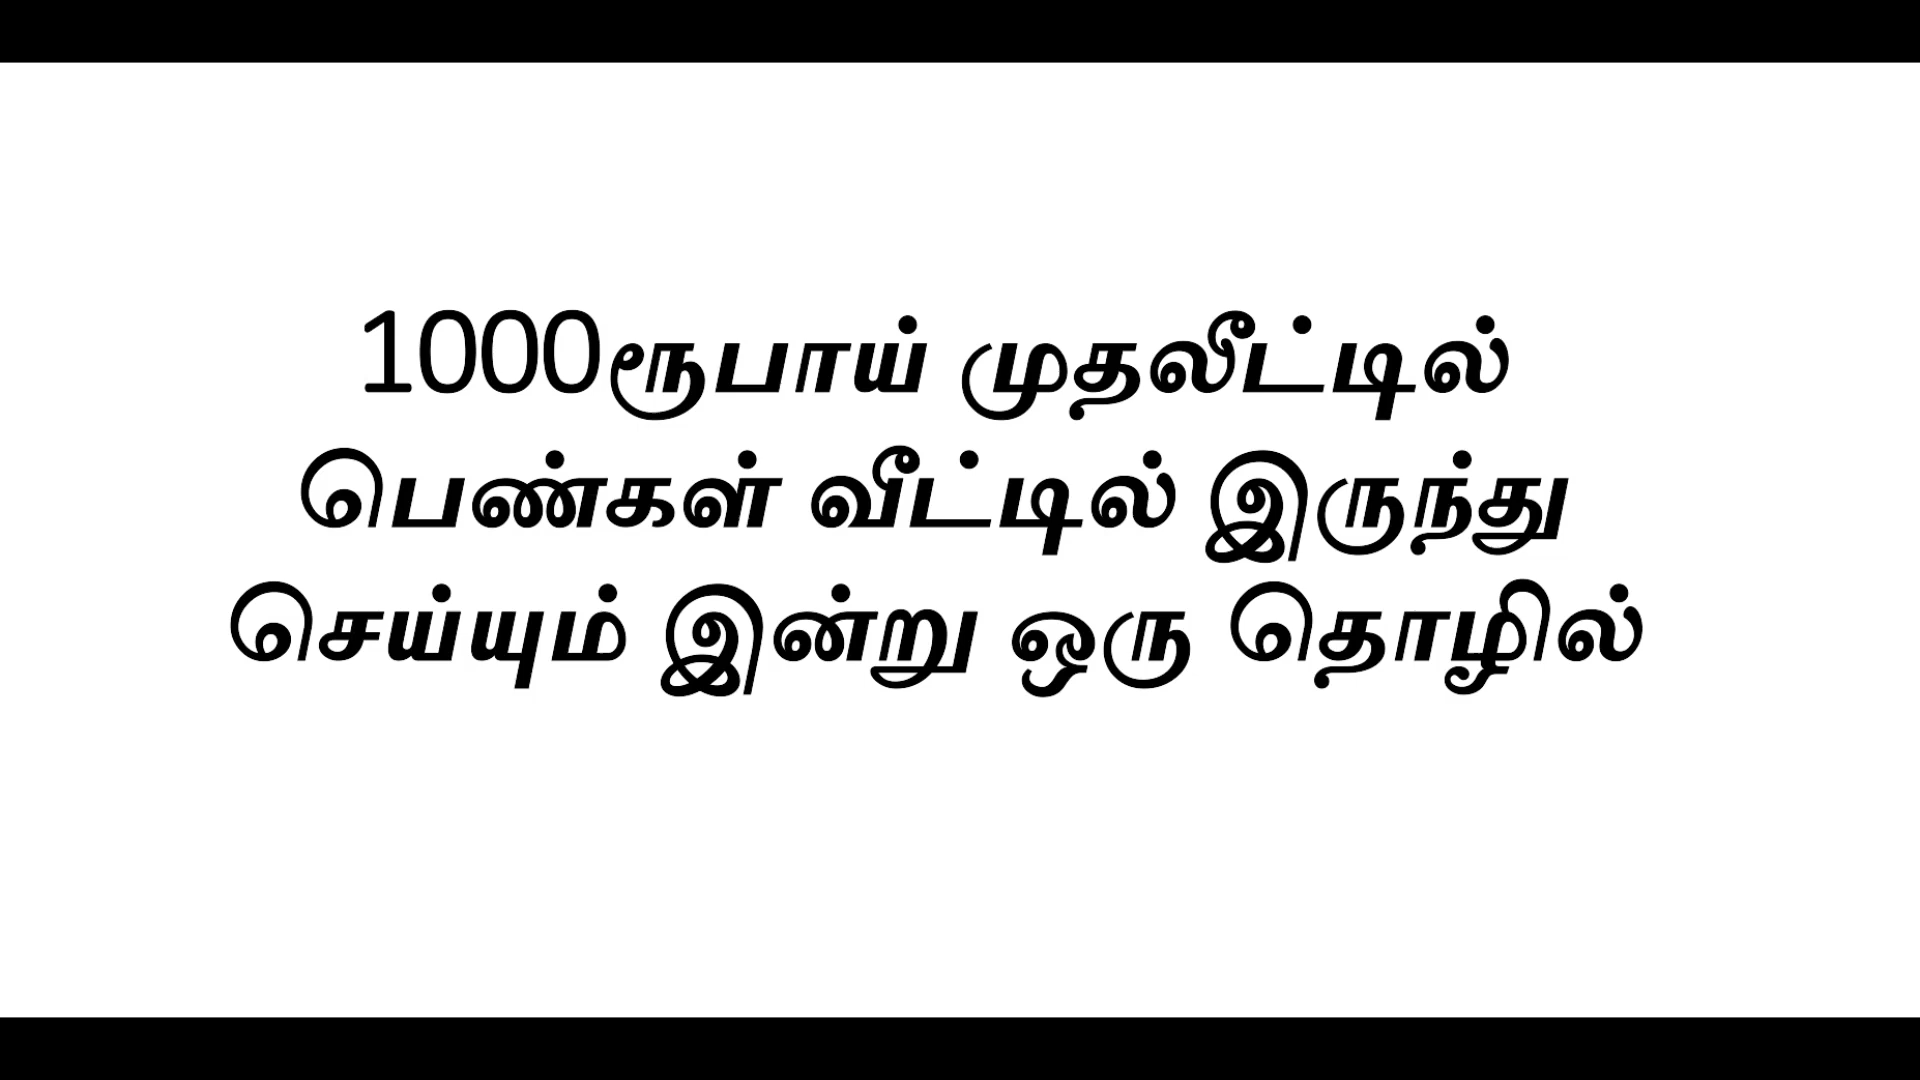 1000ரூபாய் முதலீட்டில்
பெண்கள் வீட்டில் இருந்து
செய்யும் இன்று ஒரு தொழில்